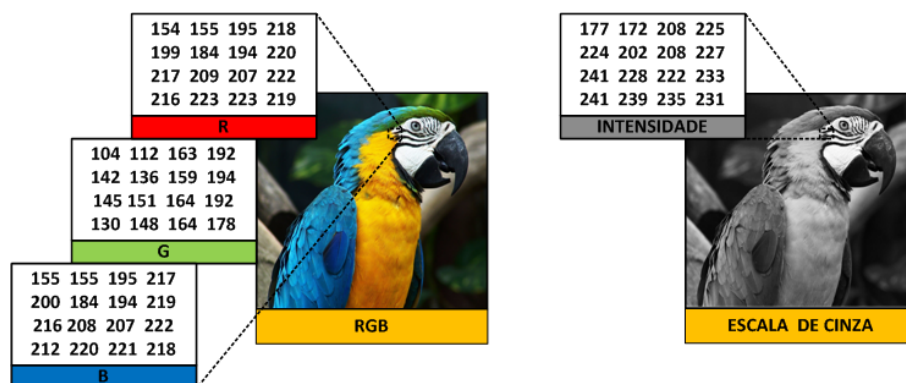 154 155 195 218
199 184 194 220
217 209 207 222
216 223 223 219
R
104 112 163 192
142 136 159 194
145 151 164 192
130 148 164 178
G
155 155 195 217
200 184 194 219
216 208 207 222
212 220 221 218
B
RGB
177 172 208 225
224 202 208 227
241 228 222 233
241 239 235 231
INTENSIDADE
ESCALA DE CINZA